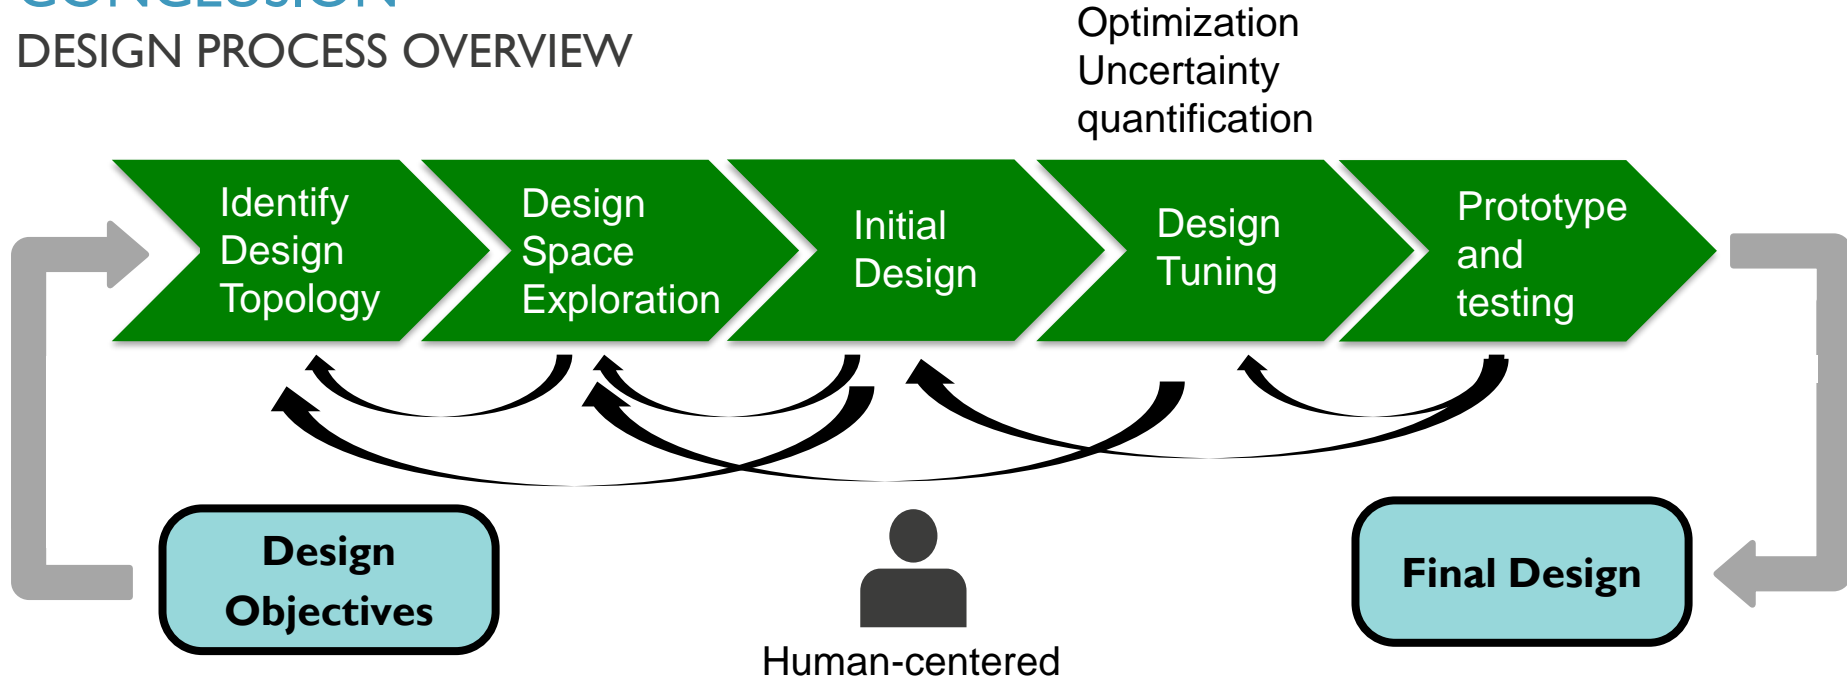 CONCLUSION
DESIGN PROCESS OVERVIEW
Optimization
Uncertainty
quantification
Identify
Design
Topology
Design
Space
Exploration
Initial
Design
Design
Tuning
Prototype
and
testing
Design
Objectives
Human-centered
Final Design